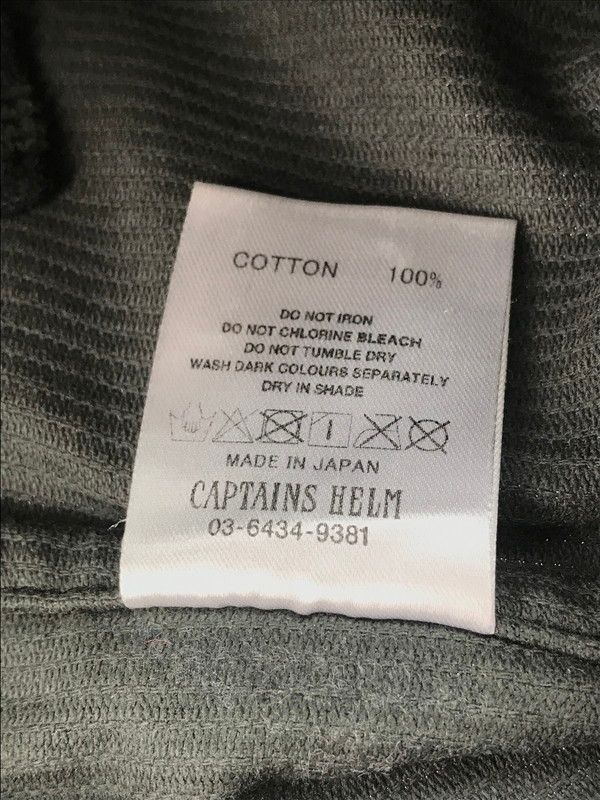 COTTON 100%
DO NOT IRON
DO NOT CHLORINE BLEACH
DO NOT TUMBLE DRY
WASH DARK COLOURS SEPARATELY
DRY IN SHADE
MADE IN JAPAN
CAPTAINS HELM
03-6434-9381